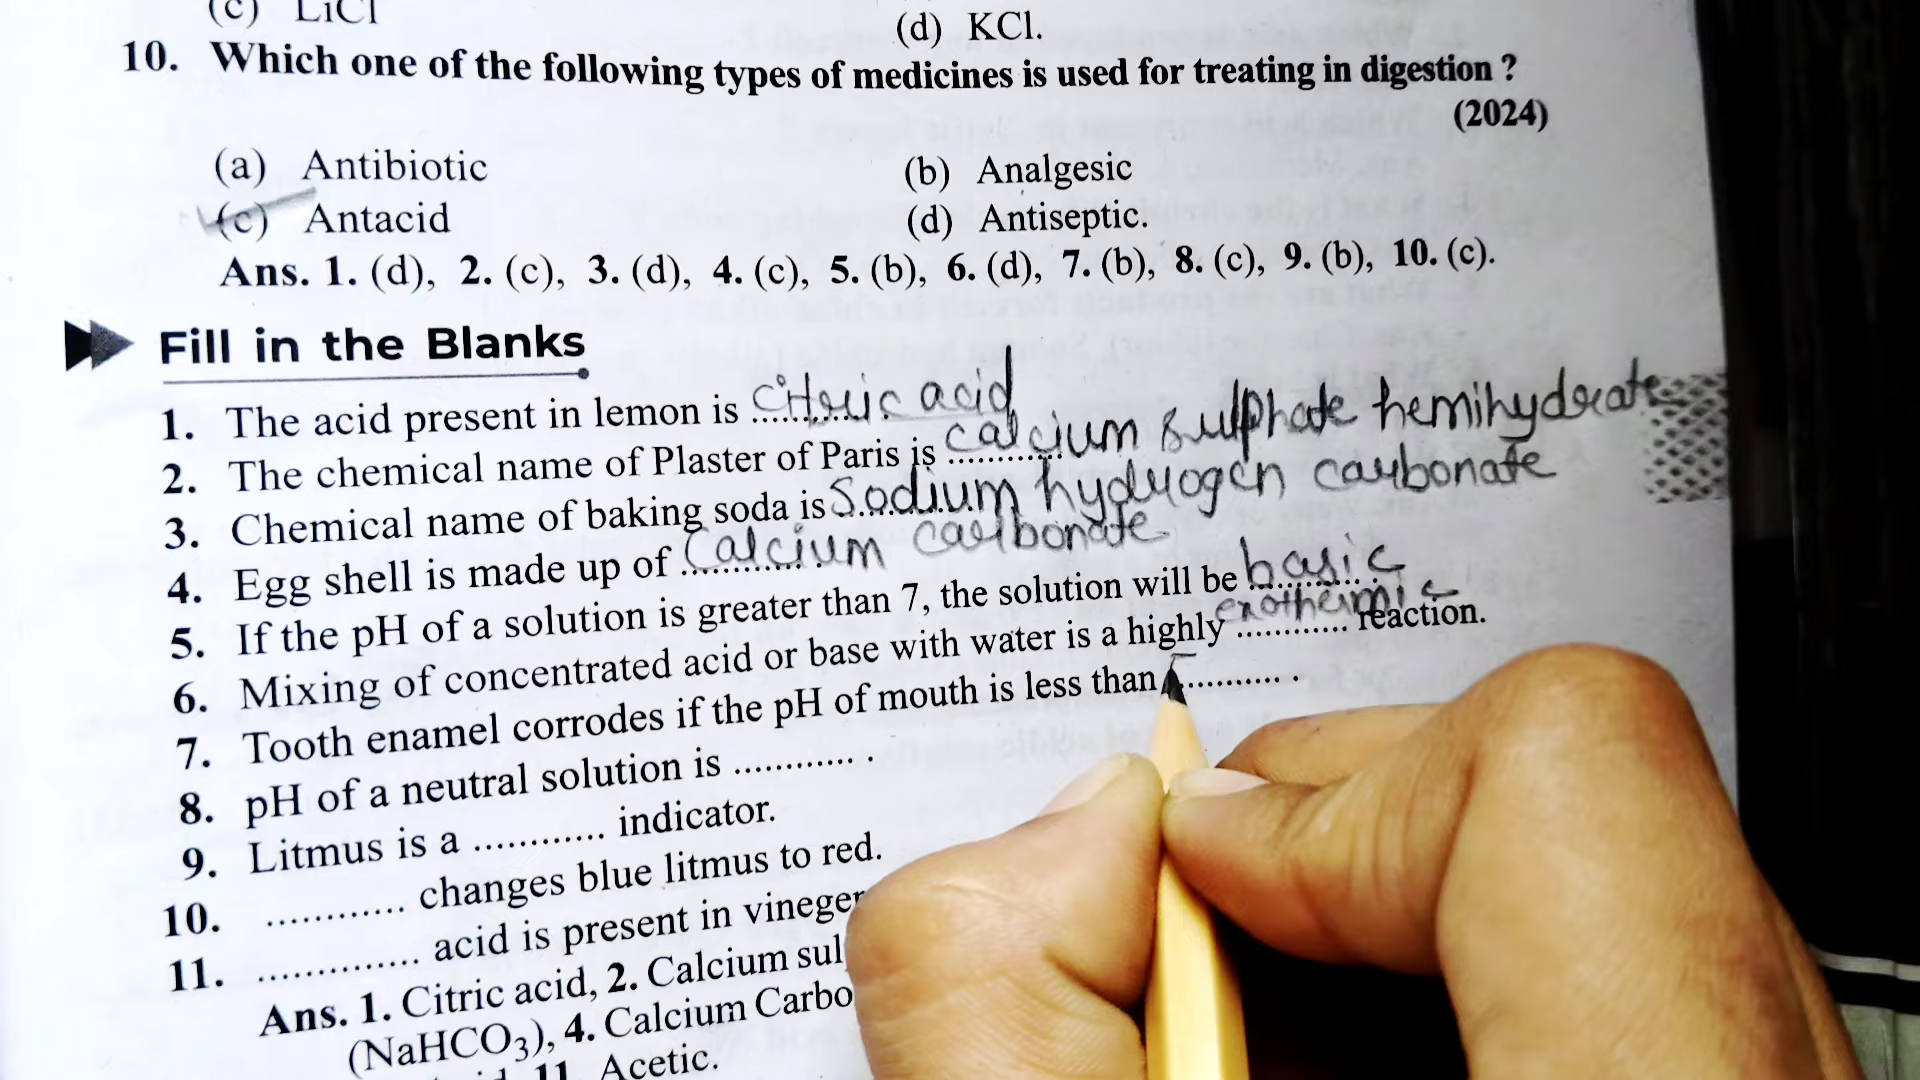 (c) LiCl
(d) KCl.
10. Which one of the following types of medicines is used for treating in digestion ?
(2024)
(a) Antibiotic
(b) Analgesic
(c) Antacid
(d) Antiseptic.
Ans. 1. (d), 2. (c), 3. (d), 4. (c), 5. (b), 6. (d), 7. (b), 8. (c), 9. (b), 10. (c).
Fill in the Blanks
1. The acid present in lemon is citric acid
2. The chemical name of Plaster of Paris is calcium sulphate hemihydrate
3. Chemical name of baking soda is Sodium hydrogen carbonate
4. Egg shell is made up of Calcium carbonate
5. If the pH of a solution is greater than 7, the solution will be basic
6. Mixing of concentrated acid or base with water is a highly exothermic reaction.
7. Tooth enamel corrodes if the pH of mouth is less than ............ .
8. pH of a neutral solution is ............ .
9. Litmus is a ............ indicator.
10. ............ changes blue litmus to red.
11. ............ acid is present in vineger
Ans. 1. Citric acid, 2. Calcium sul
(NaHCO₃), 4. Calcium Carbo
11. Acetic.